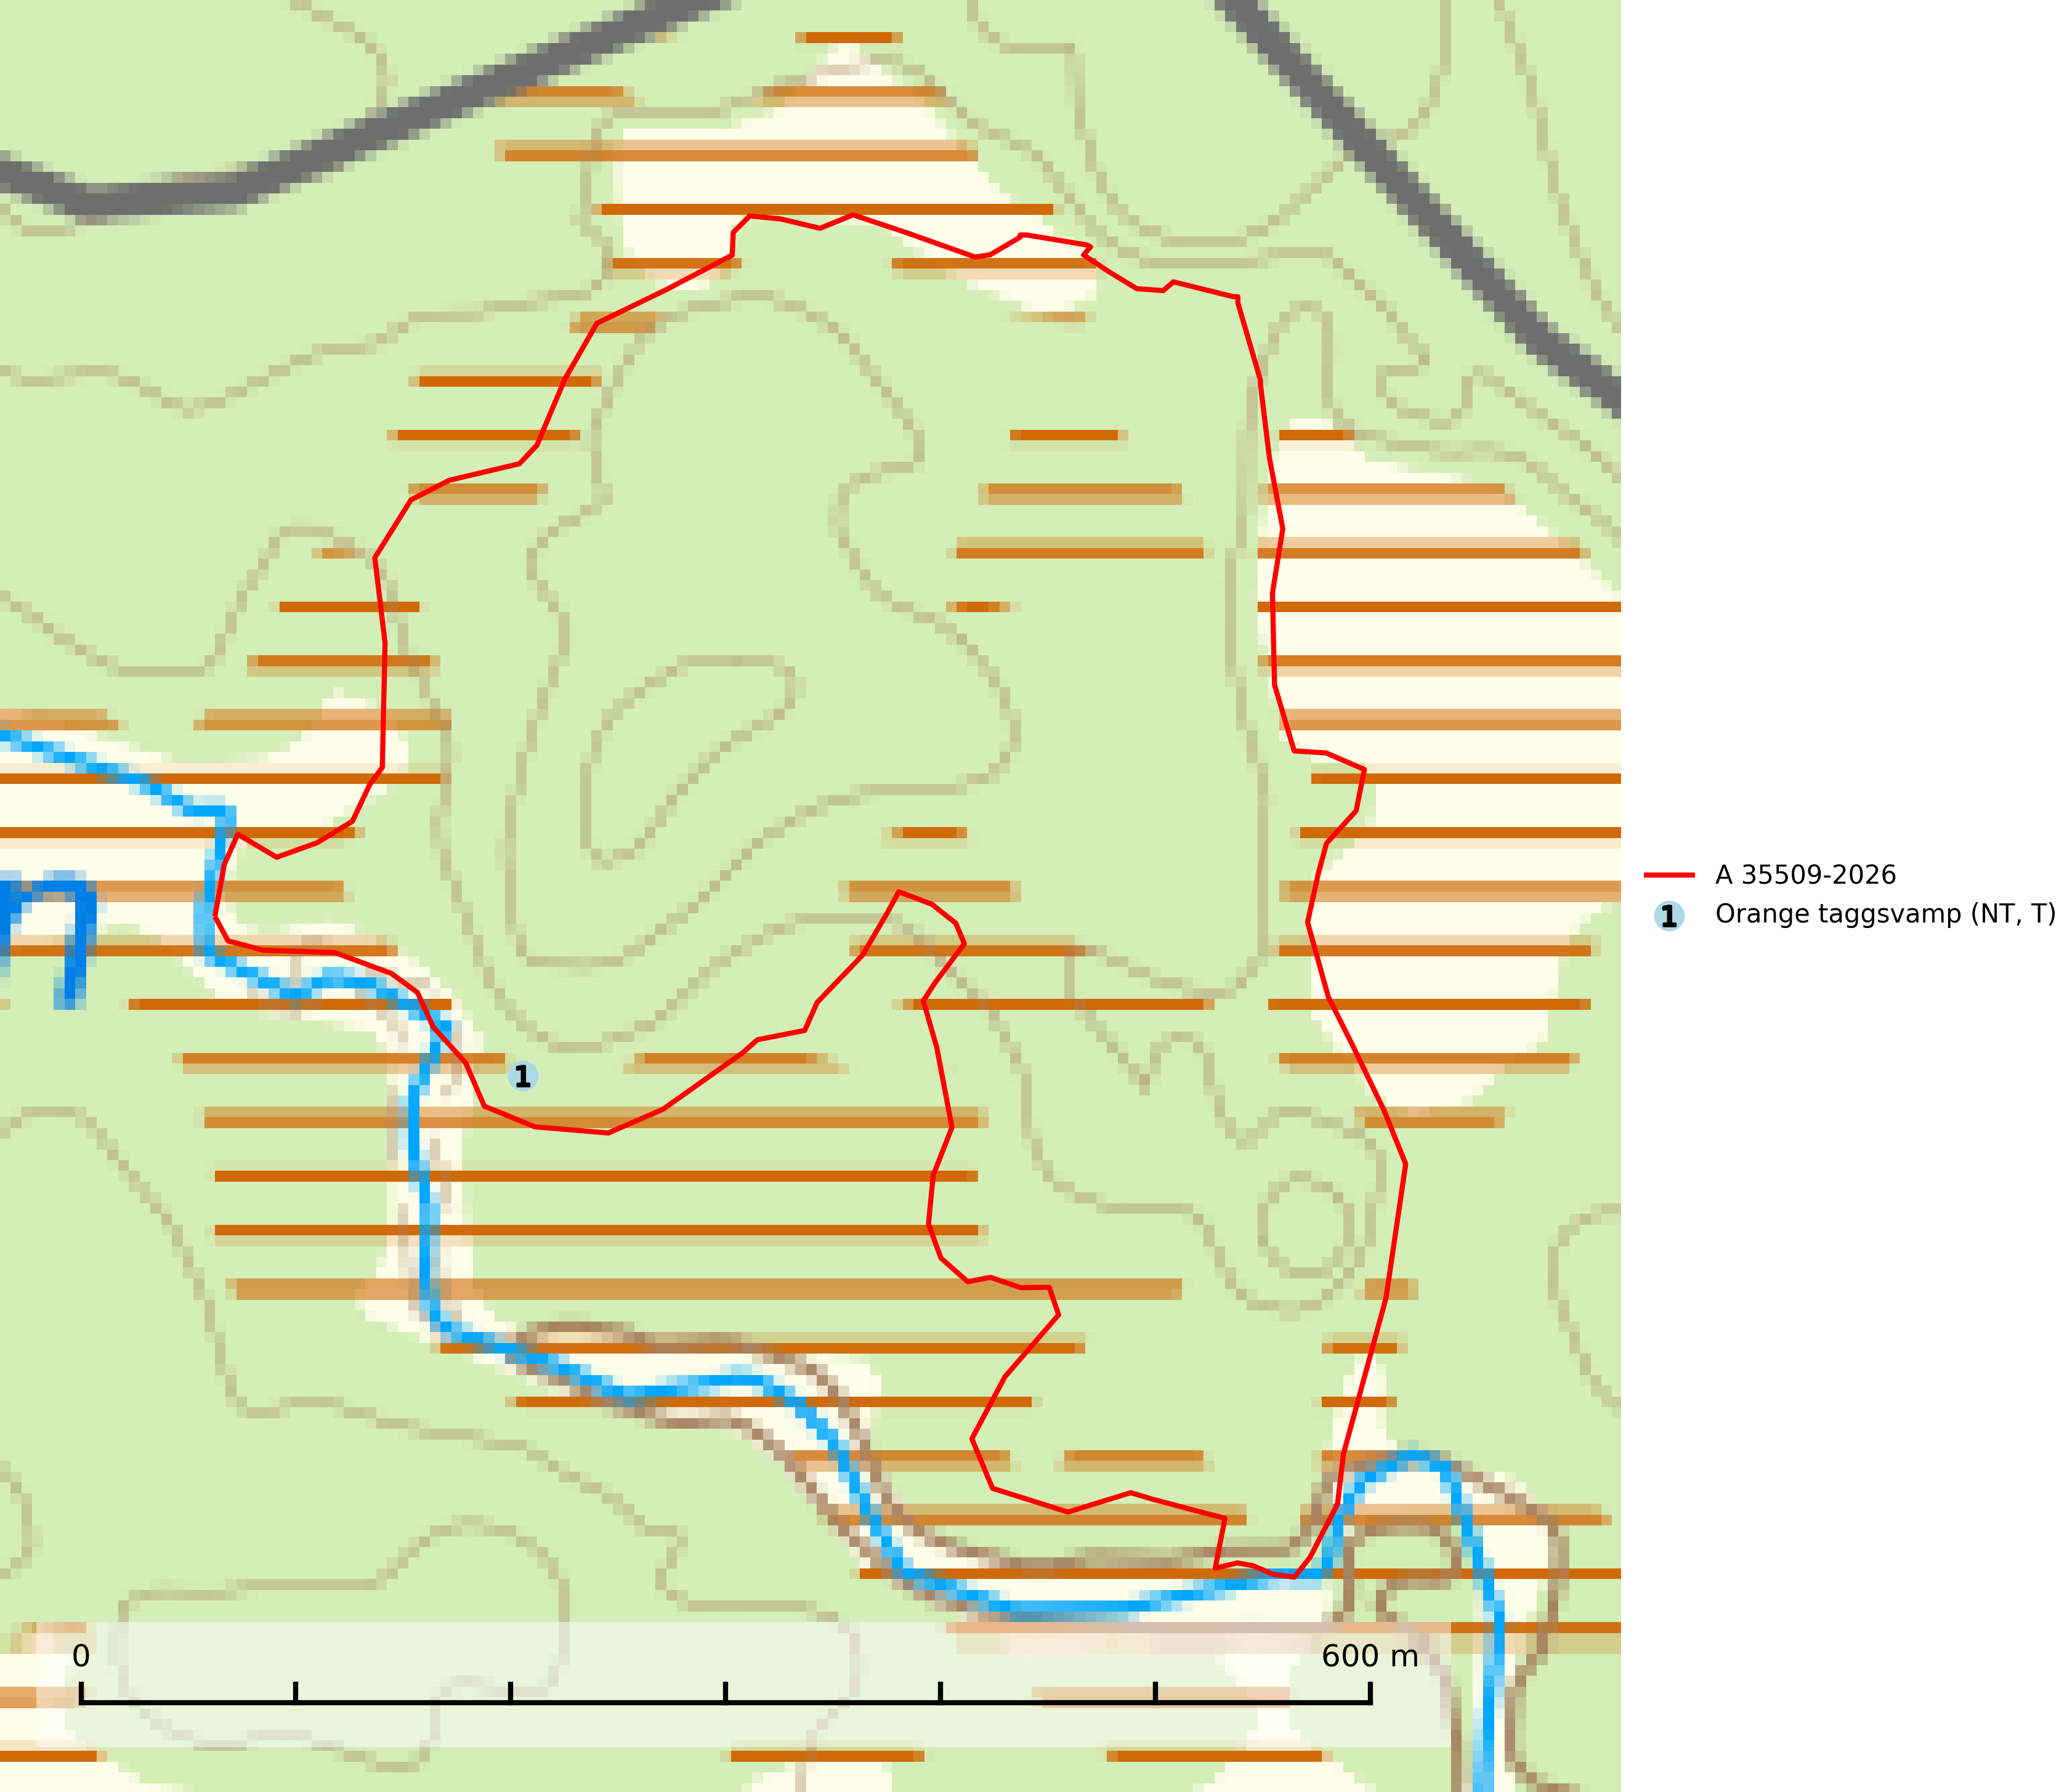 A 35509-2026
1 Orange taggsvamp (NT, T)
1
0 600 m